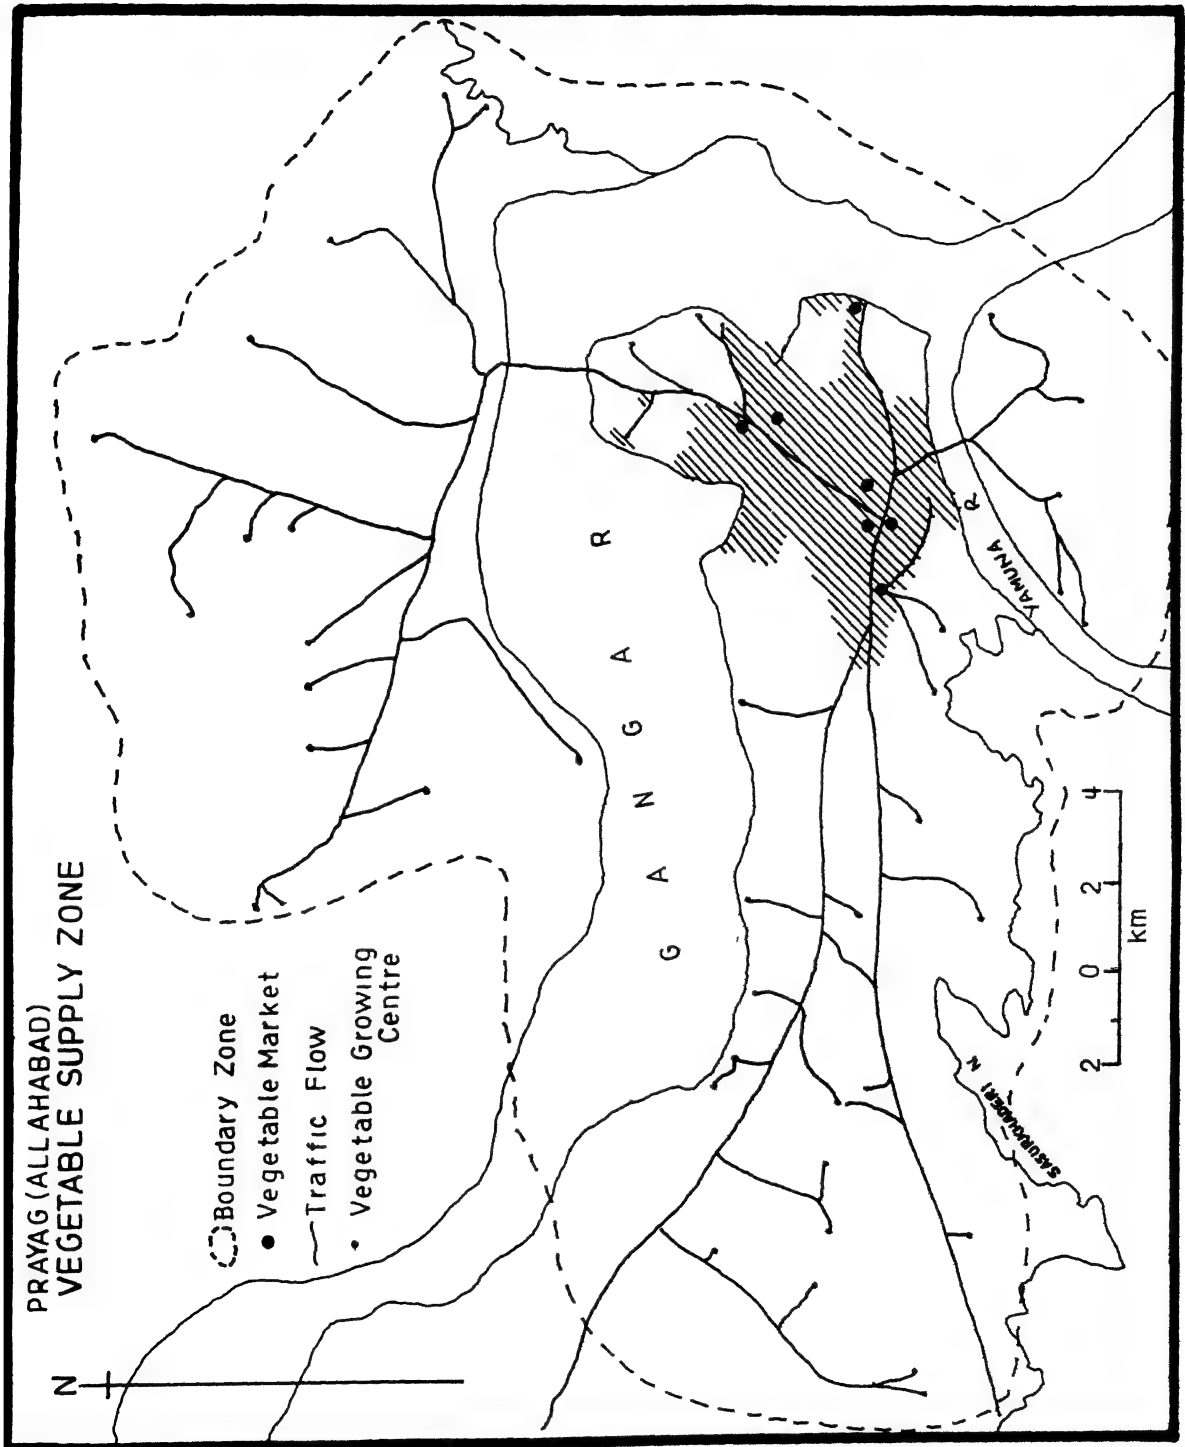 PRAYAG (ALLAHABAD)
VEGETABLE SUPPLY ZONE
N
Boundary Zone
Vegetable Market
Traffic Flow
Vegetable Growing
Centre
GANGA R
YAMUNA R
SASURKHADERI N
2 0 2 4
km